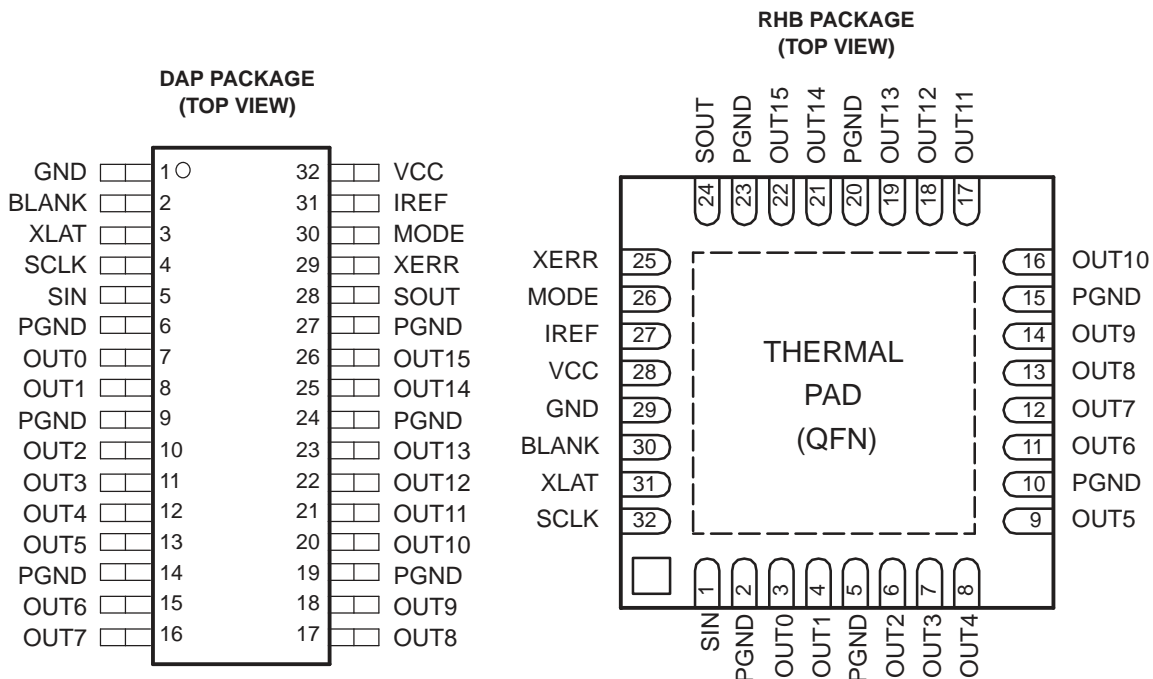 DAP PACKAGE
(TOP VIEW)
GND 1 32 VCC
BLANK 2 31 IREF
XLAT 3 30 MODE
SCLK 4 29 XERR
SIN 5 28 SOUT
PGND 6 27 PGND
OUT0 7 26 OUT15
OUT1 8 25 OUT14
PGND 9 24 PGND
OUT2 10 23 OUT13
OUT3 11 22 OUT12
OUT4 12 21 OUT11
OUT5 13 20 OUT10
PGND 14 19 PGND
OUT6 15 18 OUT9
OUT7 16 17 OUT8
RHB PACKAGE
(TOP VIEW)
SOUT PGND OUT15 OUT14 PGND OUT13 OUT12 OUT11
24 23 22 21 20 19 18 17
XERR 25 16 OUT10
MODE 26 15 PGND
IREF 27 14 OUT9
VCC 28 13 OUT8
GND 29 12 OUT7
BLANK 30 11 OUT6
XLAT 31 10 PGND
SCLK 32 9 OUT5
THERMAL
PAD
(QFN)
1 2 3 4 5 6 7 8
SIN PGND OUT0 OUT1 PGND OUT2 OUT3 OUT4